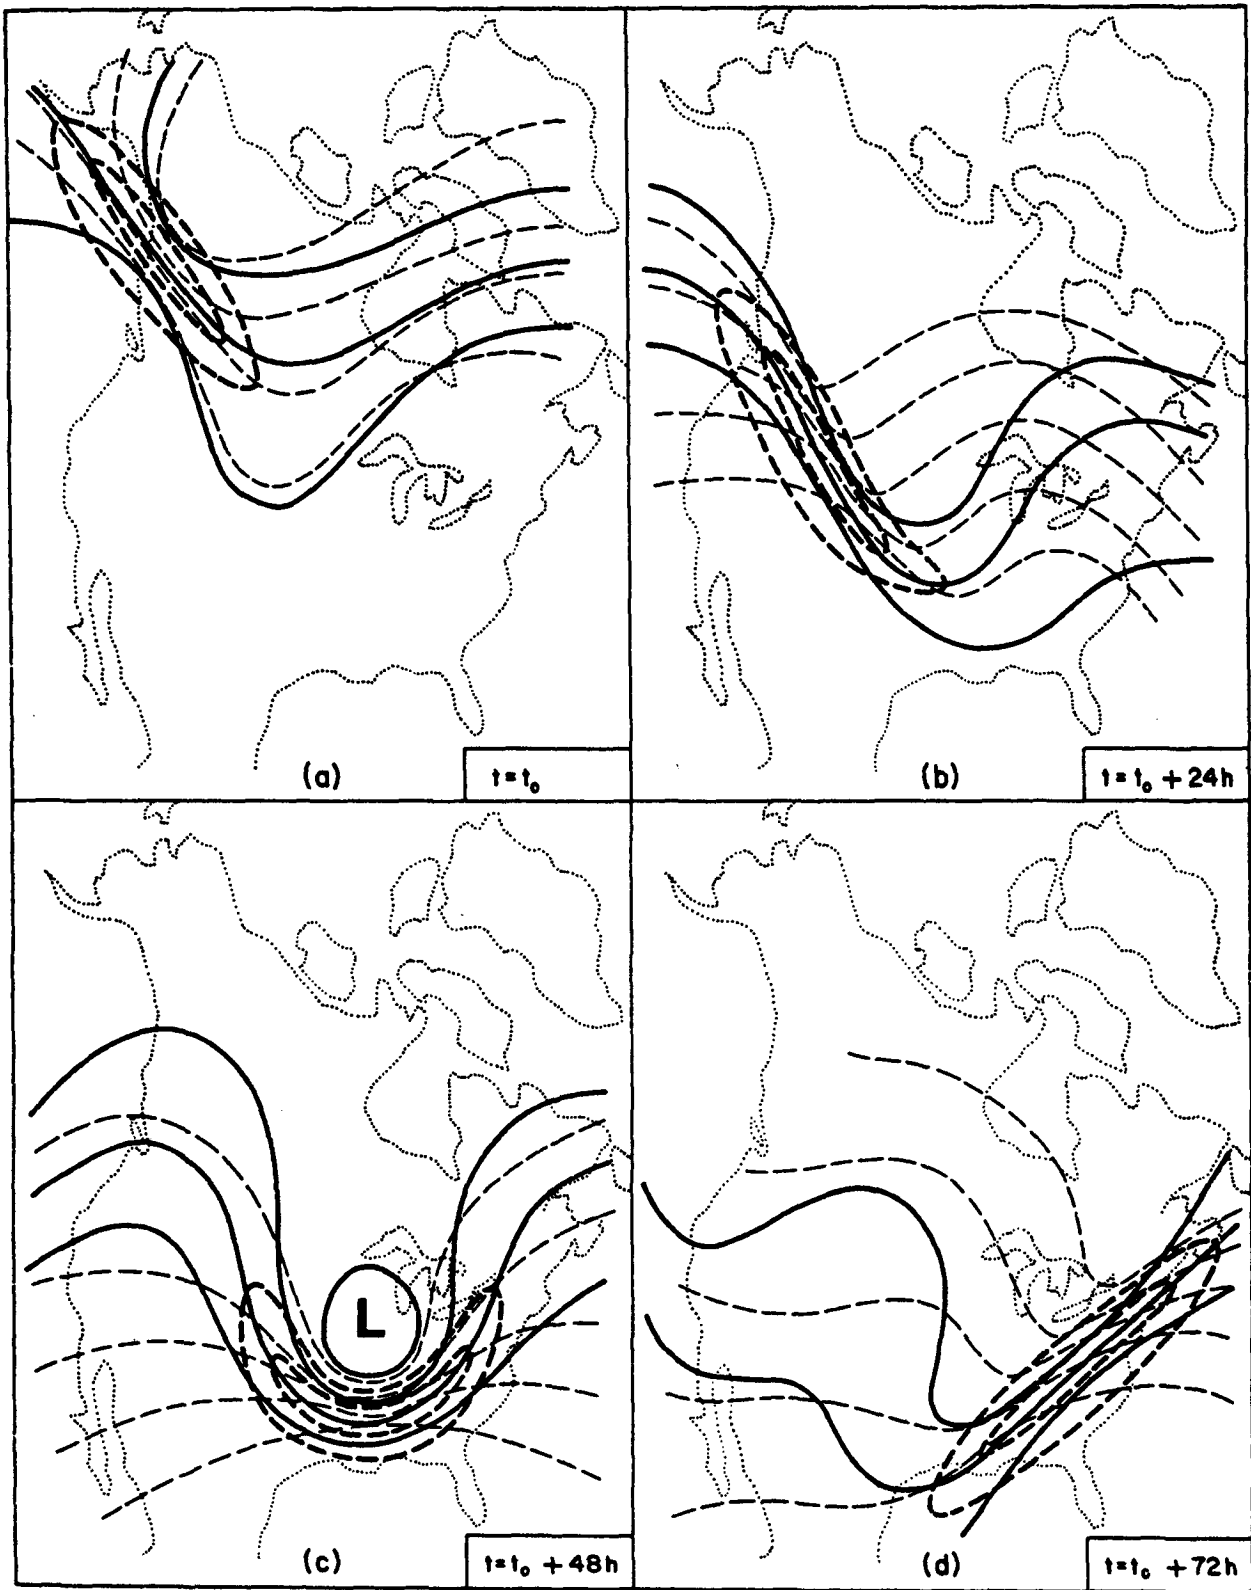 (a)
t=t₀
(b)
t=t₀ + 24h
L
(c)
t=t₀ + 48h
(d)
t=t₀ + 72h